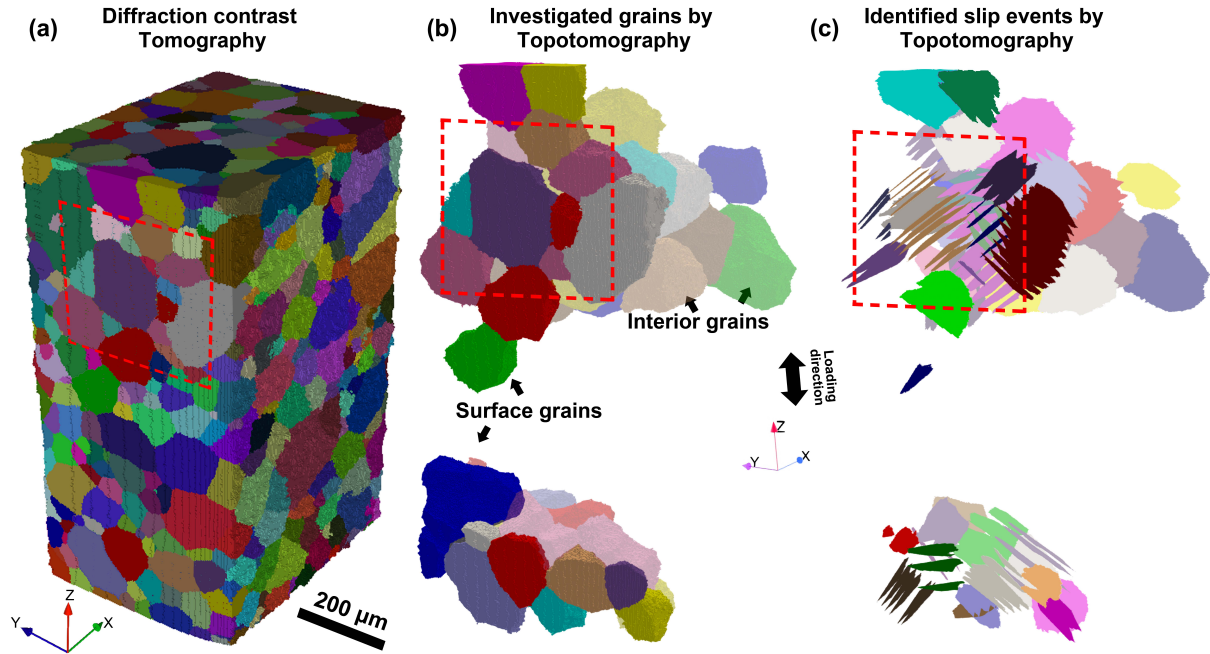 (a) Diffraction contrast
Tomography
(b) Investigated grains by
Topotomography
(c) Identified slip events by
Topotomography
Interior grains
Surface grains
Loading
direction
Z
Y
X
Z
Y
X
200 µm